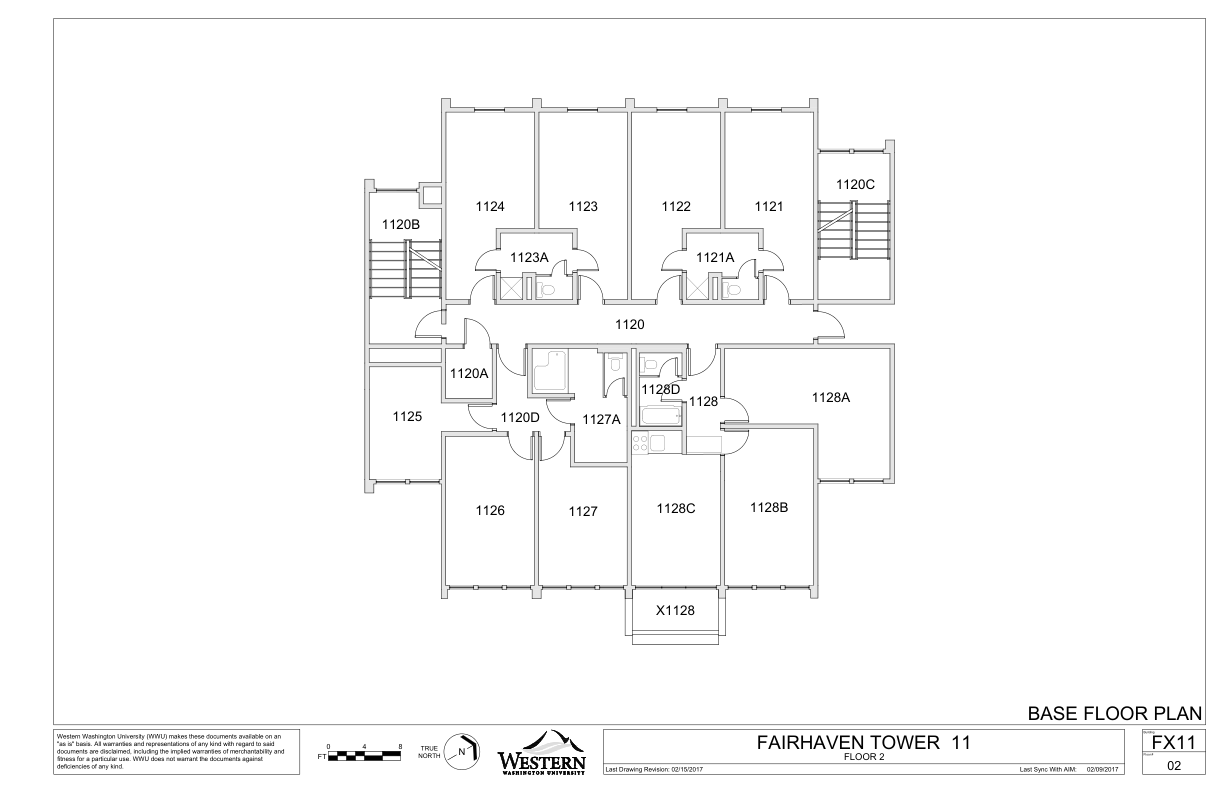 1120C
1124
1123
1122
1121
1120B
1123A
1121A
1120
1120A
1128D
1128
1128A
1125
1120D
1127A
1126
1127
1128C
1128B
X1128
BASE FLOOR PLAN
Western Washington University (WWU) makes these documents available on an
"as is" basis. All warranties and representations of any kind with regard to said
documents are disclaimed, including the implied warranties of merchantability and
fitness for a particular use. WWU does not warrant the documents against
deficiencies of any kind.
0 4 8
FT
TRUE
NORTH
N
WESTERN
WASHINGTON UNIVERSITY
FAIRHAVEN TOWER 11
FLOOR 2
Last Drawing Revision: 02/15/2017
Last Sync With AIM: 02/09/2017
FX11
02